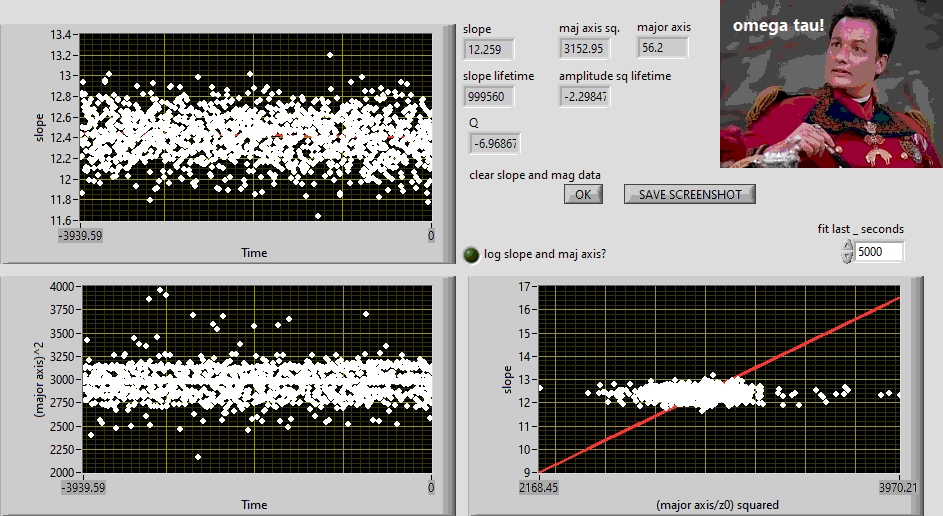 13.4
13.2
13
12.8
12.6
12.4
12.2
12
11.8
11.6
slope
-3939.59
0
Time
slope
12.259
maj axis sq.
3152.95
major axis
56.2
slope lifetime
999560
amplitude sq lifetime
-2.29847
Q
-6.96867
clear slope and mag data
OK
SAVE SCREENSHOT
omega tau!
log slope and maj axis?
fit last _ seconds
5000
4000
3750
3500
3250
3000
2750
2500
2250
2000
(major axis)^2
-3939.59
0
Time
17
16
15
14
13
12
11
10
9
slope
2168.45
3970.21
(major axis/z0) squared